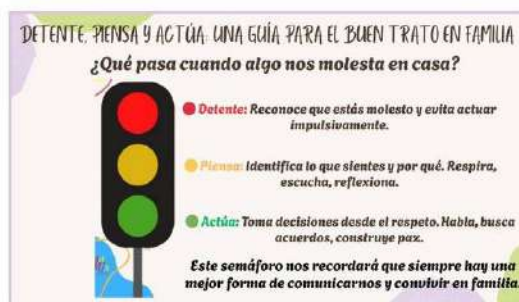 DETENTE, PIENSA Y ACTÚA: UNA GUÍA PARA EL BUEN TRATO EN FAMILIA
¿Qué pasa cuando algo nos molesta en casa?
Detente: Reconoce que estás molesto y evita actuar
impulsivamente.
Piensa: Identifica lo que sientes y por qué. Respira,
escucha, reflexiona.
Actúa: Toma decisiones desde el respeto. Habla, busca
acuerdos, construye paz.
Este semáforo nos recordará que siempre hay una
mejor forma de comunicarnos y convivir en familia.